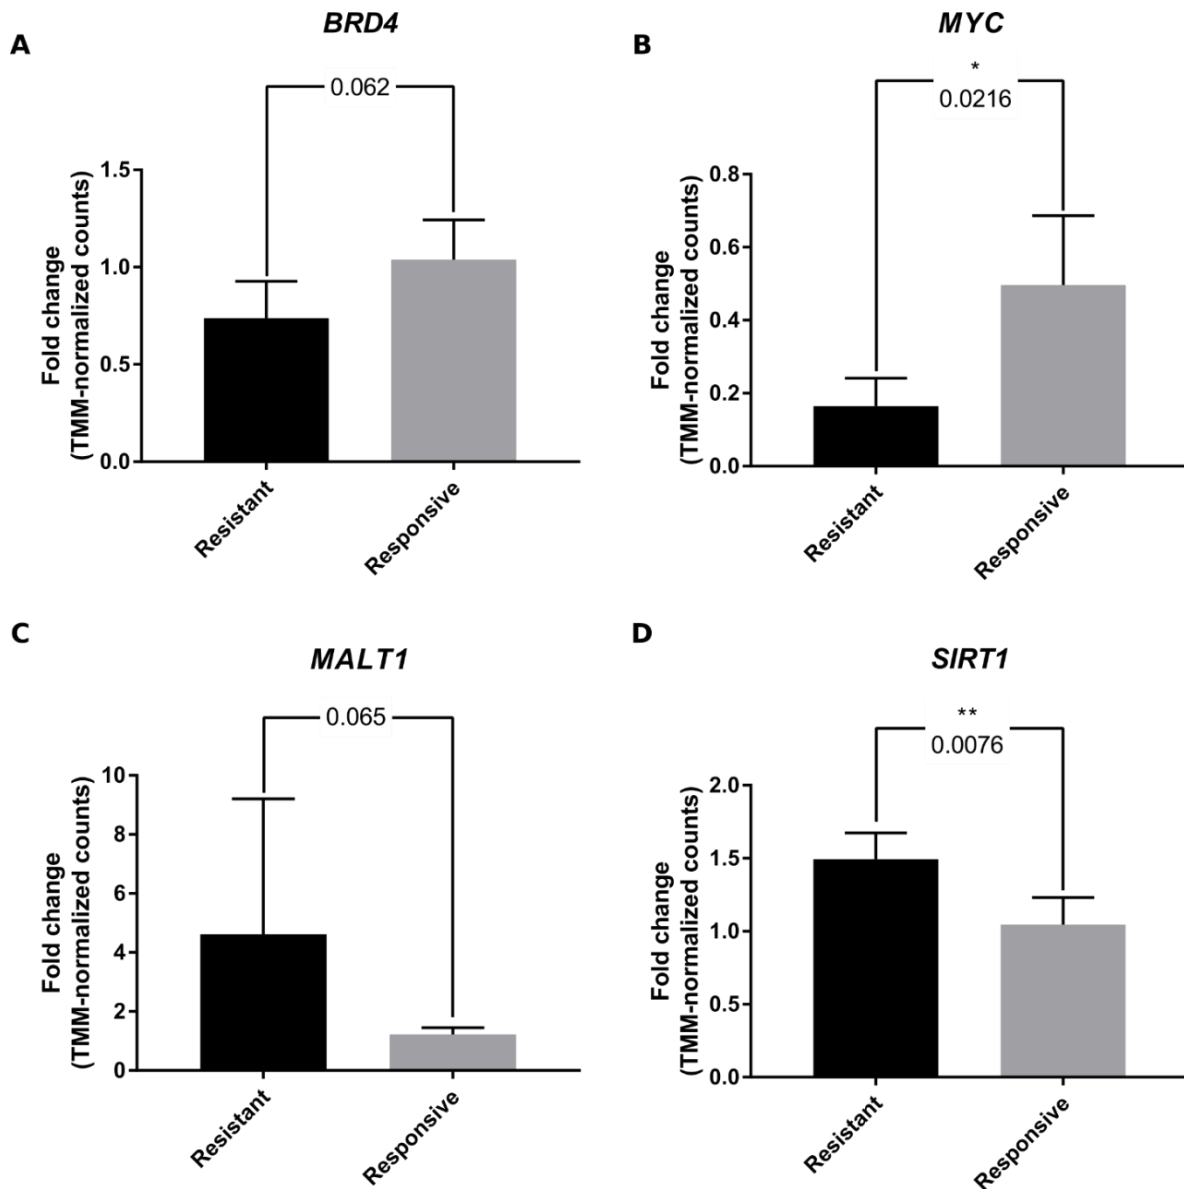 A
BRD4
0.062
Fold change
(TMM-normalized counts)
1.5
1.0
0.5
0.0
Resistant
Responsive
B
MYC
*
0.0216
Fold change
(TMM-normalized counts)
0.8
0.6
0.4
0.2
0.0
Resistant
Responsive
C
MALT1
0.065
Fold change
(TMM-normalized counts)
10
8
6
4
2
0
Resistant
Responsive
D
SIRT1
**
0.0076
Fold change
(TMM-normalized counts)
2.0
1.5
1.0
0.5
0.0
Resistant
Responsive